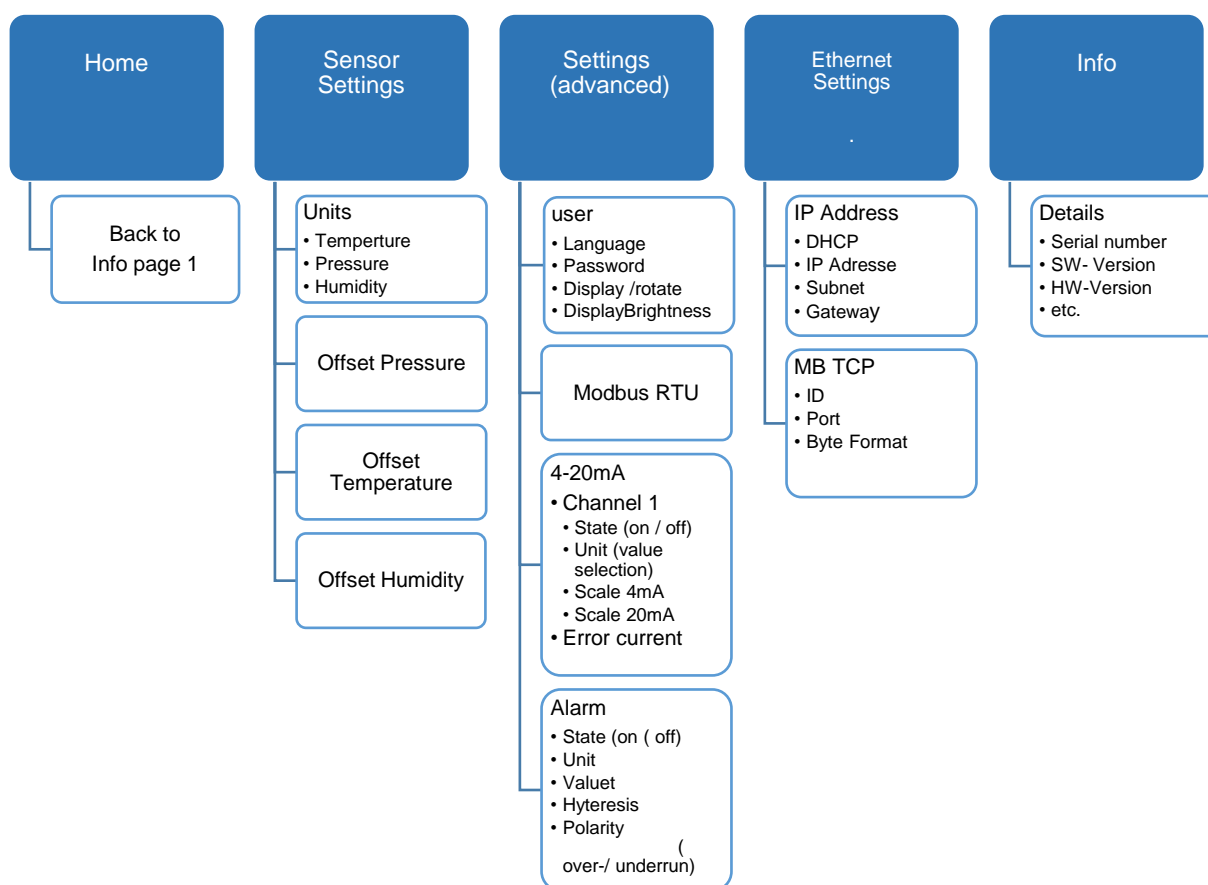 Home
Back to
Info page 1
Sensor
Settings
Units
• Temperture
• Pressure
• Humidity
Offset Pressure
Offset
Temperature
Offset Humidity
Settings
(advanced)
user
• Language
• Password
• Display /rotate
• DisplayBrightness
Modbus RTU
4-20mA
• Channel 1
• State (on / off)
• Unit (value
selection)
• Scale 4mA
• Scale 20mA
• Error current
Alarm
• State (on ( off)
• Unit
• Valuet
• Hyteresis
• Polarity
(
over-/ underrun)
Ethernet
Settings
.
IP Address
• DHCP
• IP Adresse
• Subnet
• Gateway
MB TCP
• ID
• Port
• Byte Format
Info
Details
• Serial number
• SW- Version
• HW-Version
• etc.